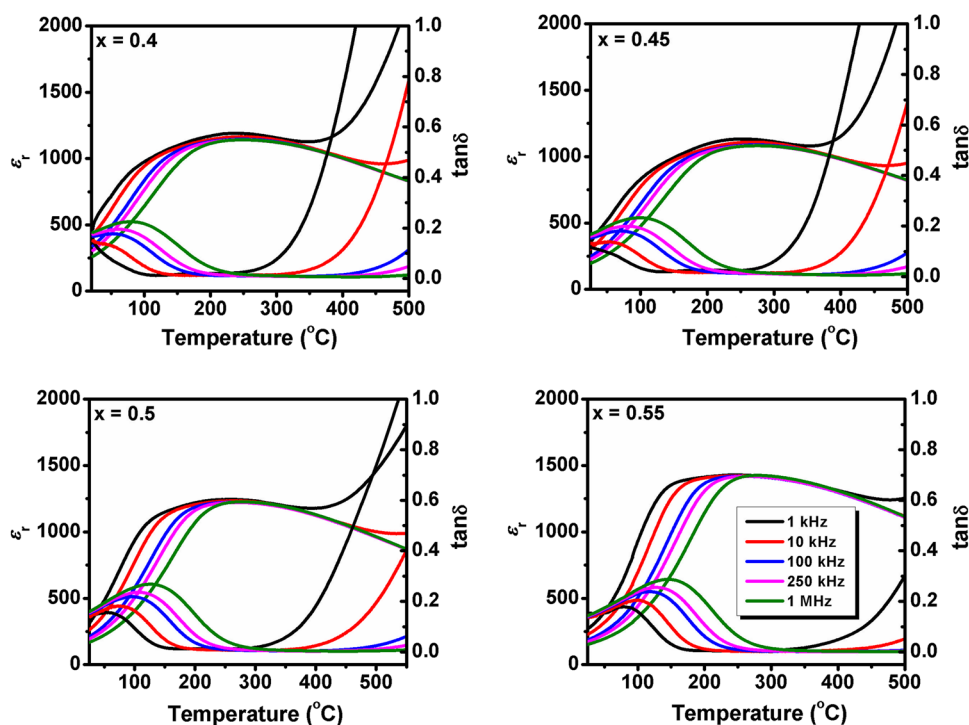 x = 0.4
2000
1500
1000
500
0
εr
1.0
0.8
0.6
0.4
0.2
0.0
tanδ
100 200 300 400 500
Temperature (°C)
x = 0.45
2000
1500
1000
500
0
εr
1.0
0.8
0.6
0.4
0.2
0.0
tanδ
100 200 300 400 500
Temperature (°C)
x = 0.5
2000
1500
1000
500
0
εr
1.0
0.8
0.6
0.4
0.2
0.0
tanδ
100 200 300 400 500
Temperature (°C)
x = 0.55
2000
1500
1000
500
0
εr
1.0
0.8
0.6
0.4
0.2
0.0
tanδ
1 kHz
10 kHz
100 kHz
250 kHz
1 MHz
100 200 300 400 500
Temperature (°C)